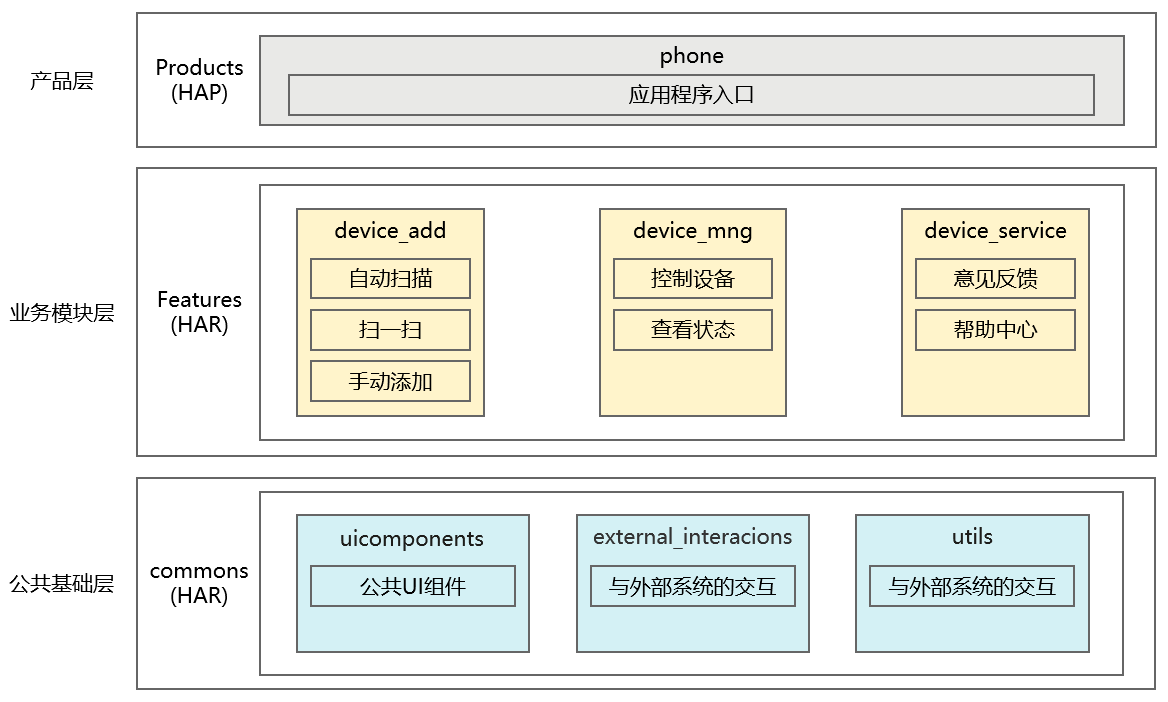 产品层
Products
(HAP)
phone
应用程序入口
业务模块层
Features
(HAR)
device_add
自动扫描
扫一扫
手动添加
device_mng
控制设备
查看状态
device_service
意见反馈
帮助中心
公共基础层
commons
(HAR)
uicomponents
公共UI组件
external_interacions
与外部系统的交互
utils
与外部系统的交互